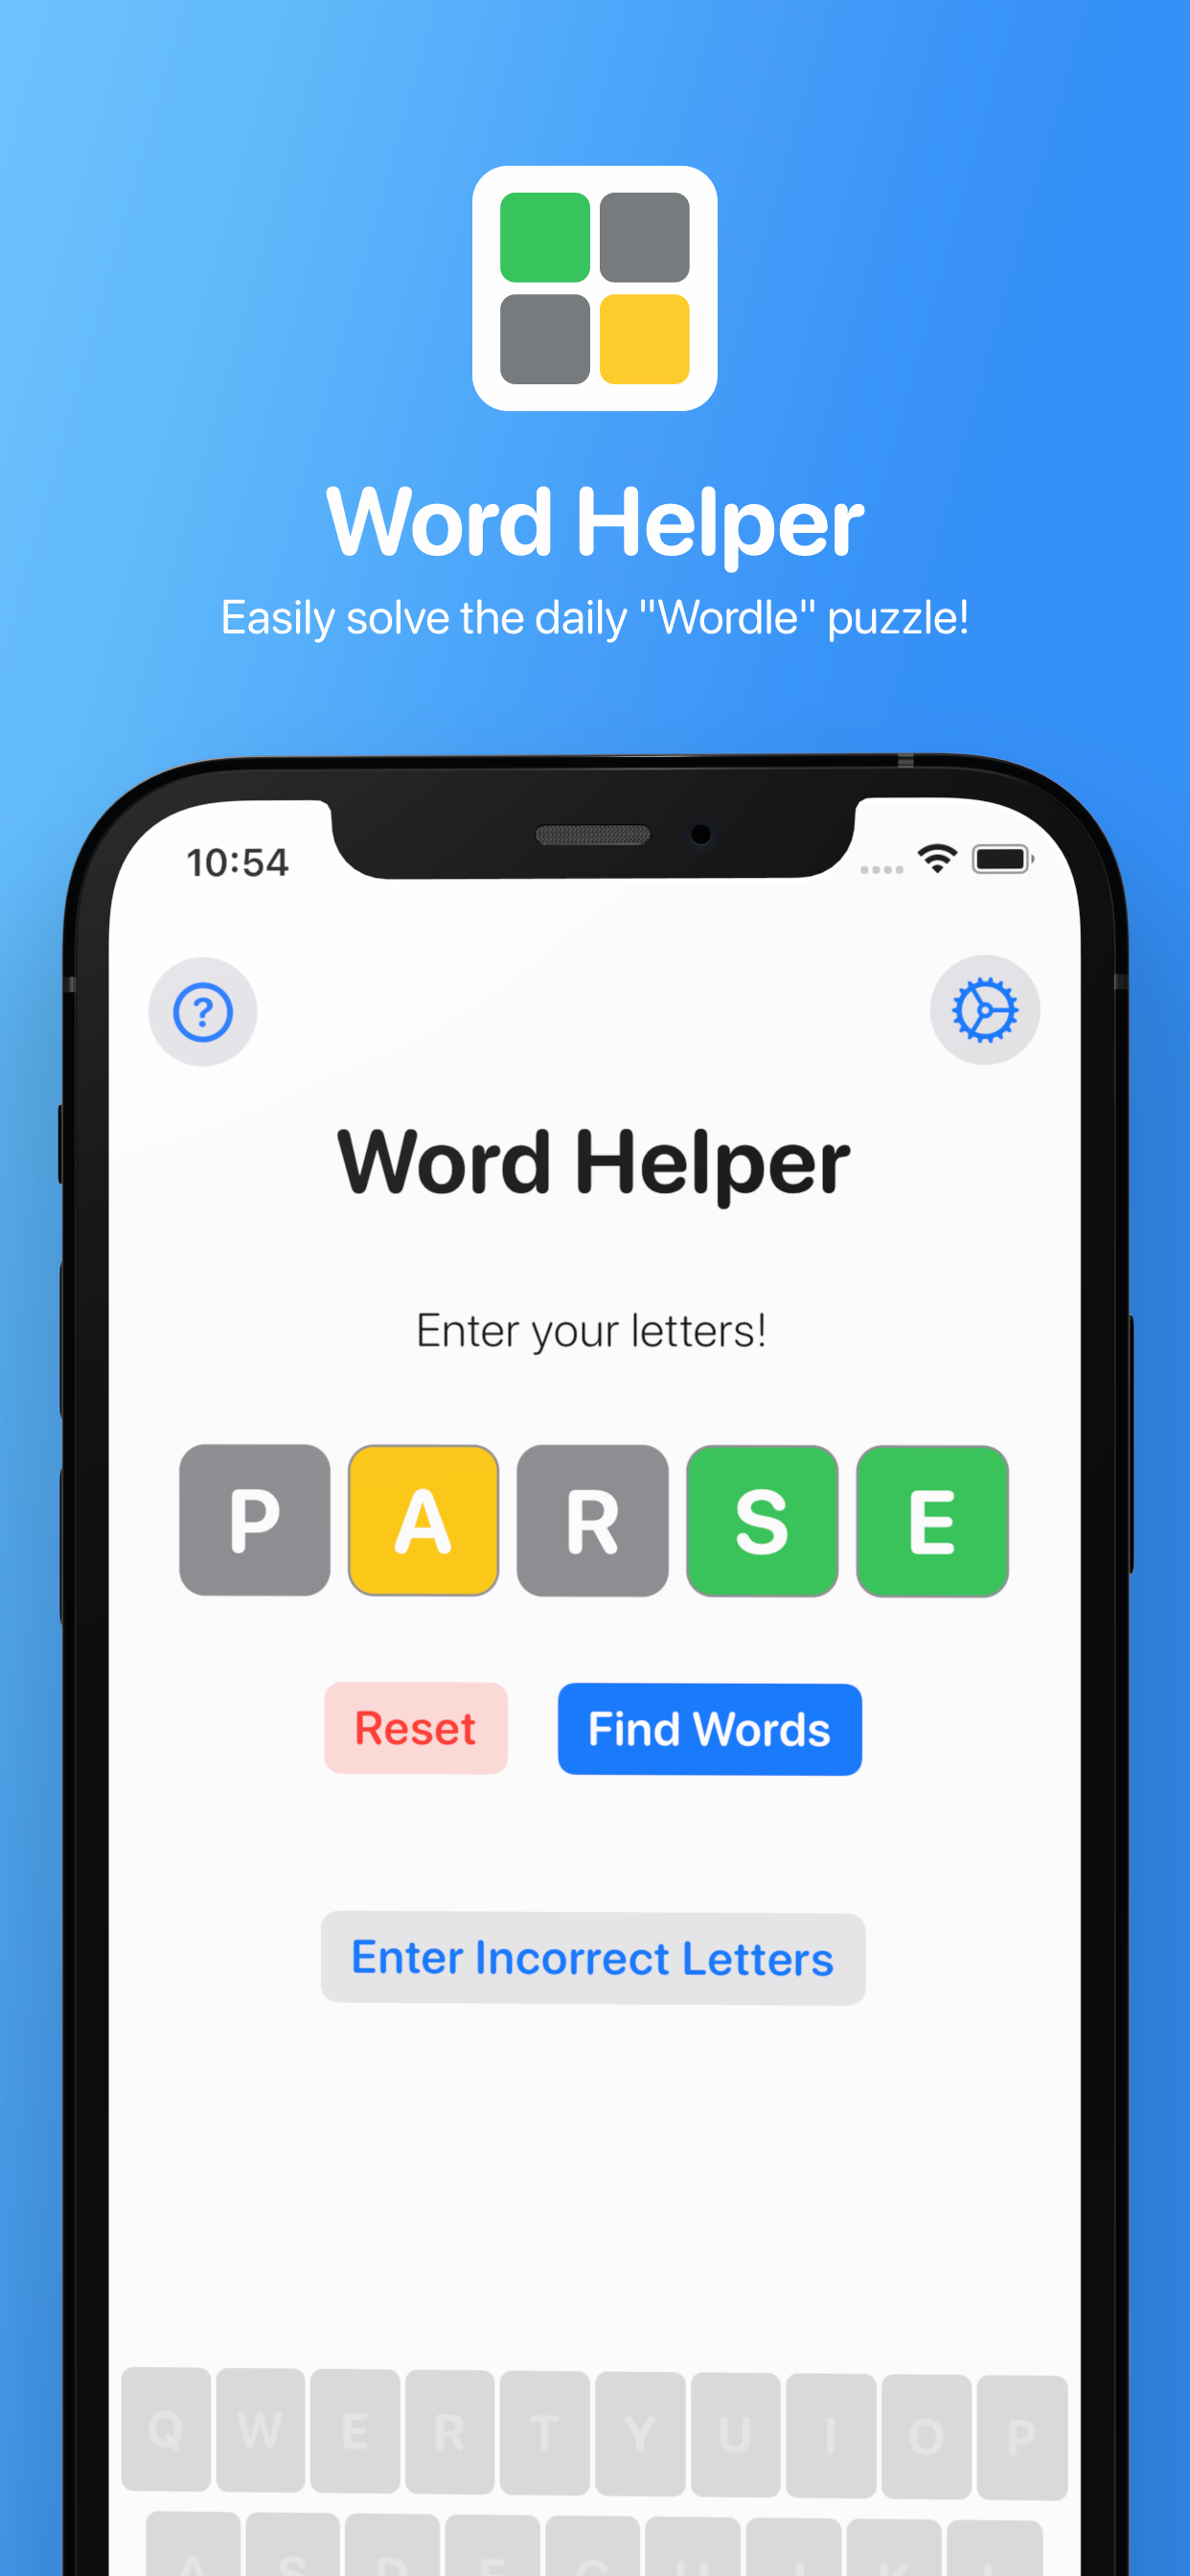 Word Helper
Easily solve the daily "Wordle" puzzle!
10:54
?
Word Helper
Enter your letters!
P A R S E
Reset Find Words
Enter Incorrect Letters
Q W E R T Y U I O P
A S D F G H J K L